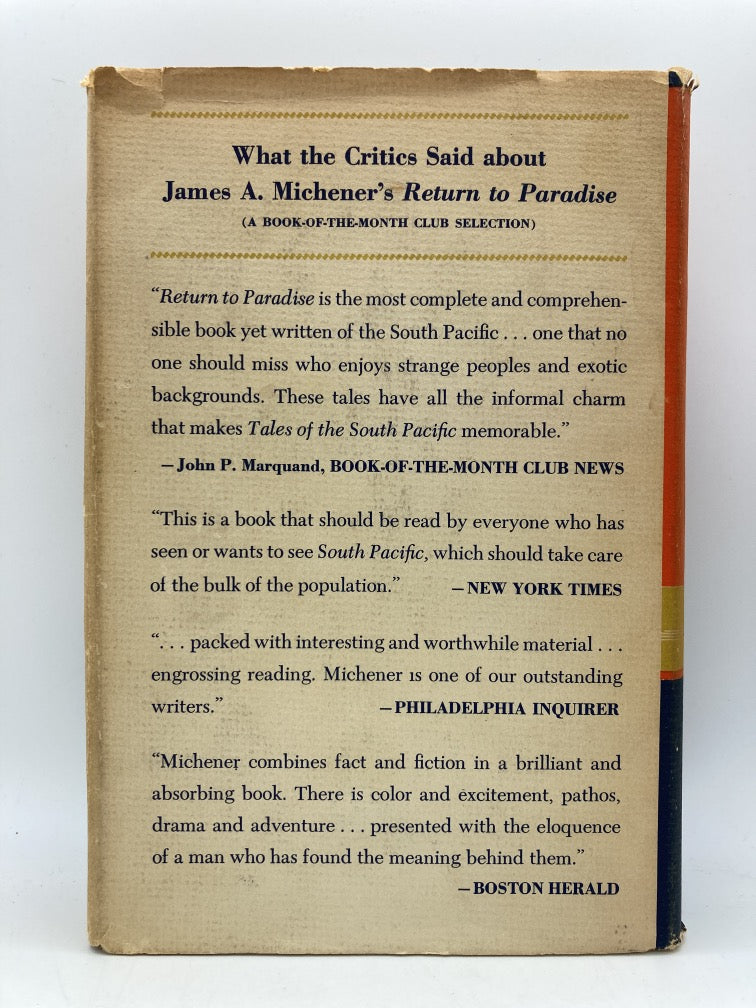 What the Critics Said about
James A. Michener's Return to Paradise
(A BOOK-OF-THE-MONTH CLUB SELECTION)
"Return to Paradise is the most complete and comprehen-
sible book yet written of the South Pacific . . . one that no
one should miss who enjoys strange peoples and exotic
backgrounds. These tales have all the informal charm
that makes Tales of the South Pacific memorable."
—John P. Marquand, BOOK-OF-THE-MONTH CLUB NEWS
"This is a book that should be read by everyone who has
seen or wants to see South Pacific, which should take care
of the bulk of the population." —NEW YORK TIMES
". . . packed with interesting and worthwhile material . . .
engrossing reading. Michener is one of our outstanding
writers." —PHILADELPHIA INQUIRER
"Michener combines fact and fiction in a brilliant and
absorbing book. There is color and excitement, pathos,
drama and adventure . . . presented with the eloquence
of a man who has found the meaning behind them."
—BOSTON HERALD